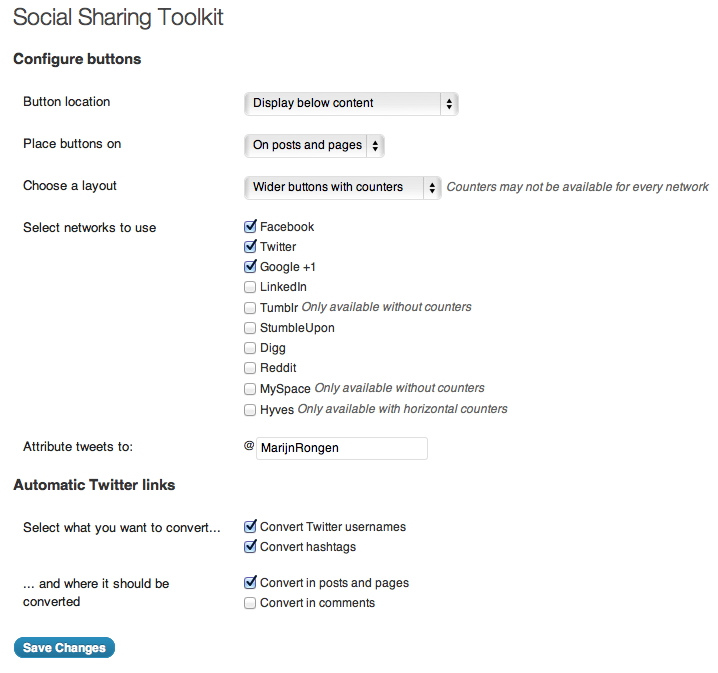 Social Sharing Toolkit
Configure buttons
Button location
Display below content
Place buttons on
On posts and pages
Choose a layout
Wider buttons with counters
Counters may not be available for every network
Select networks to use
Facebook
Twitter
Google +1
LinkedIn
Tumblr Only available without counters
StumbleUpon
Digg
Reddit
MySpace Only available without counters
Hyves Only available with horizontal counters
Attribute tweets to:
@ MarijnRongen
Automatic Twitter links
Select what you want to convert...
Convert Twitter usernames
Convert hashtags
... and where it should be
converted
Convert in posts and pages
Convert in comments
Save Changes